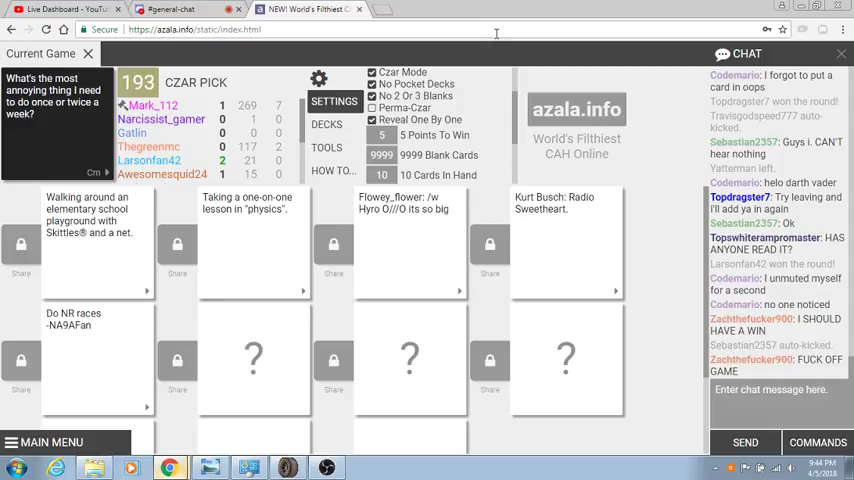 Live Dashboard - YouTu
#general-chat
NEW! World's Filthiest C
Secure
https://azala.info/static/index.html
Current Game
CHAT
What's the most
annoying thing I need
to do once or twice a
week?
Cm
193 CZAR PICK
Mark_112 1 269 7
Narcissist_gamer 0 1 0
Gatlin 0 0 0
Thegreenmc 0 117 2
Larsonfan42 2 21 0
Awesomesquid24 1 15 0
SETTINGS
DECKS
TOOLS
HOW TO...
Czar Mode
No Pocket Decks
No 2 Or 3 Blanks
Perma-Czar
Reveal One By One
5 5 Points To Win
9999 9999 Blank Cards
10 10 Cards In Hand
azala.info
World's Filthiest
CAH Online
Walking around an
elementary school
playground with
Skittles® and a net.
Share
Taking a one-on-one
lesson in "physics".
Share
Flowey_flower: /w
Hyro O///O its so big
Share
Kurt Busch: Radio
Sweetheart.
Share
Do NR races
-NA9AFan
Share
?
Share
?
Share
?
Share
Codemario: I forgot to put a
card in oops
Topdragster7 won the round!
Travisgodspeed777 auto-
kicked.
Sebastian2357: Guys i. CAN'T
hear nothing
Yatterman left.
Codemario: helo darth vader
Topdragster7: Try leaving and
I'll add ya in again
Sebastian2357: Ok
Topswhiterampromaster: HAS
ANYONE READ IT?
Larsonfan42 won the round!
Codemario: I unmuted myself
for a second
Codemario: no one noticed
Zachthefucker900: I SHOULD
HAVE A WIN
Sebastian2357 auto-kicked.
Zachthefucker900: FUCK OFF
GAME
Enter chat message here.
SEND
COMMANDS
MAIN MENU
9:44 PM
4/5/2018